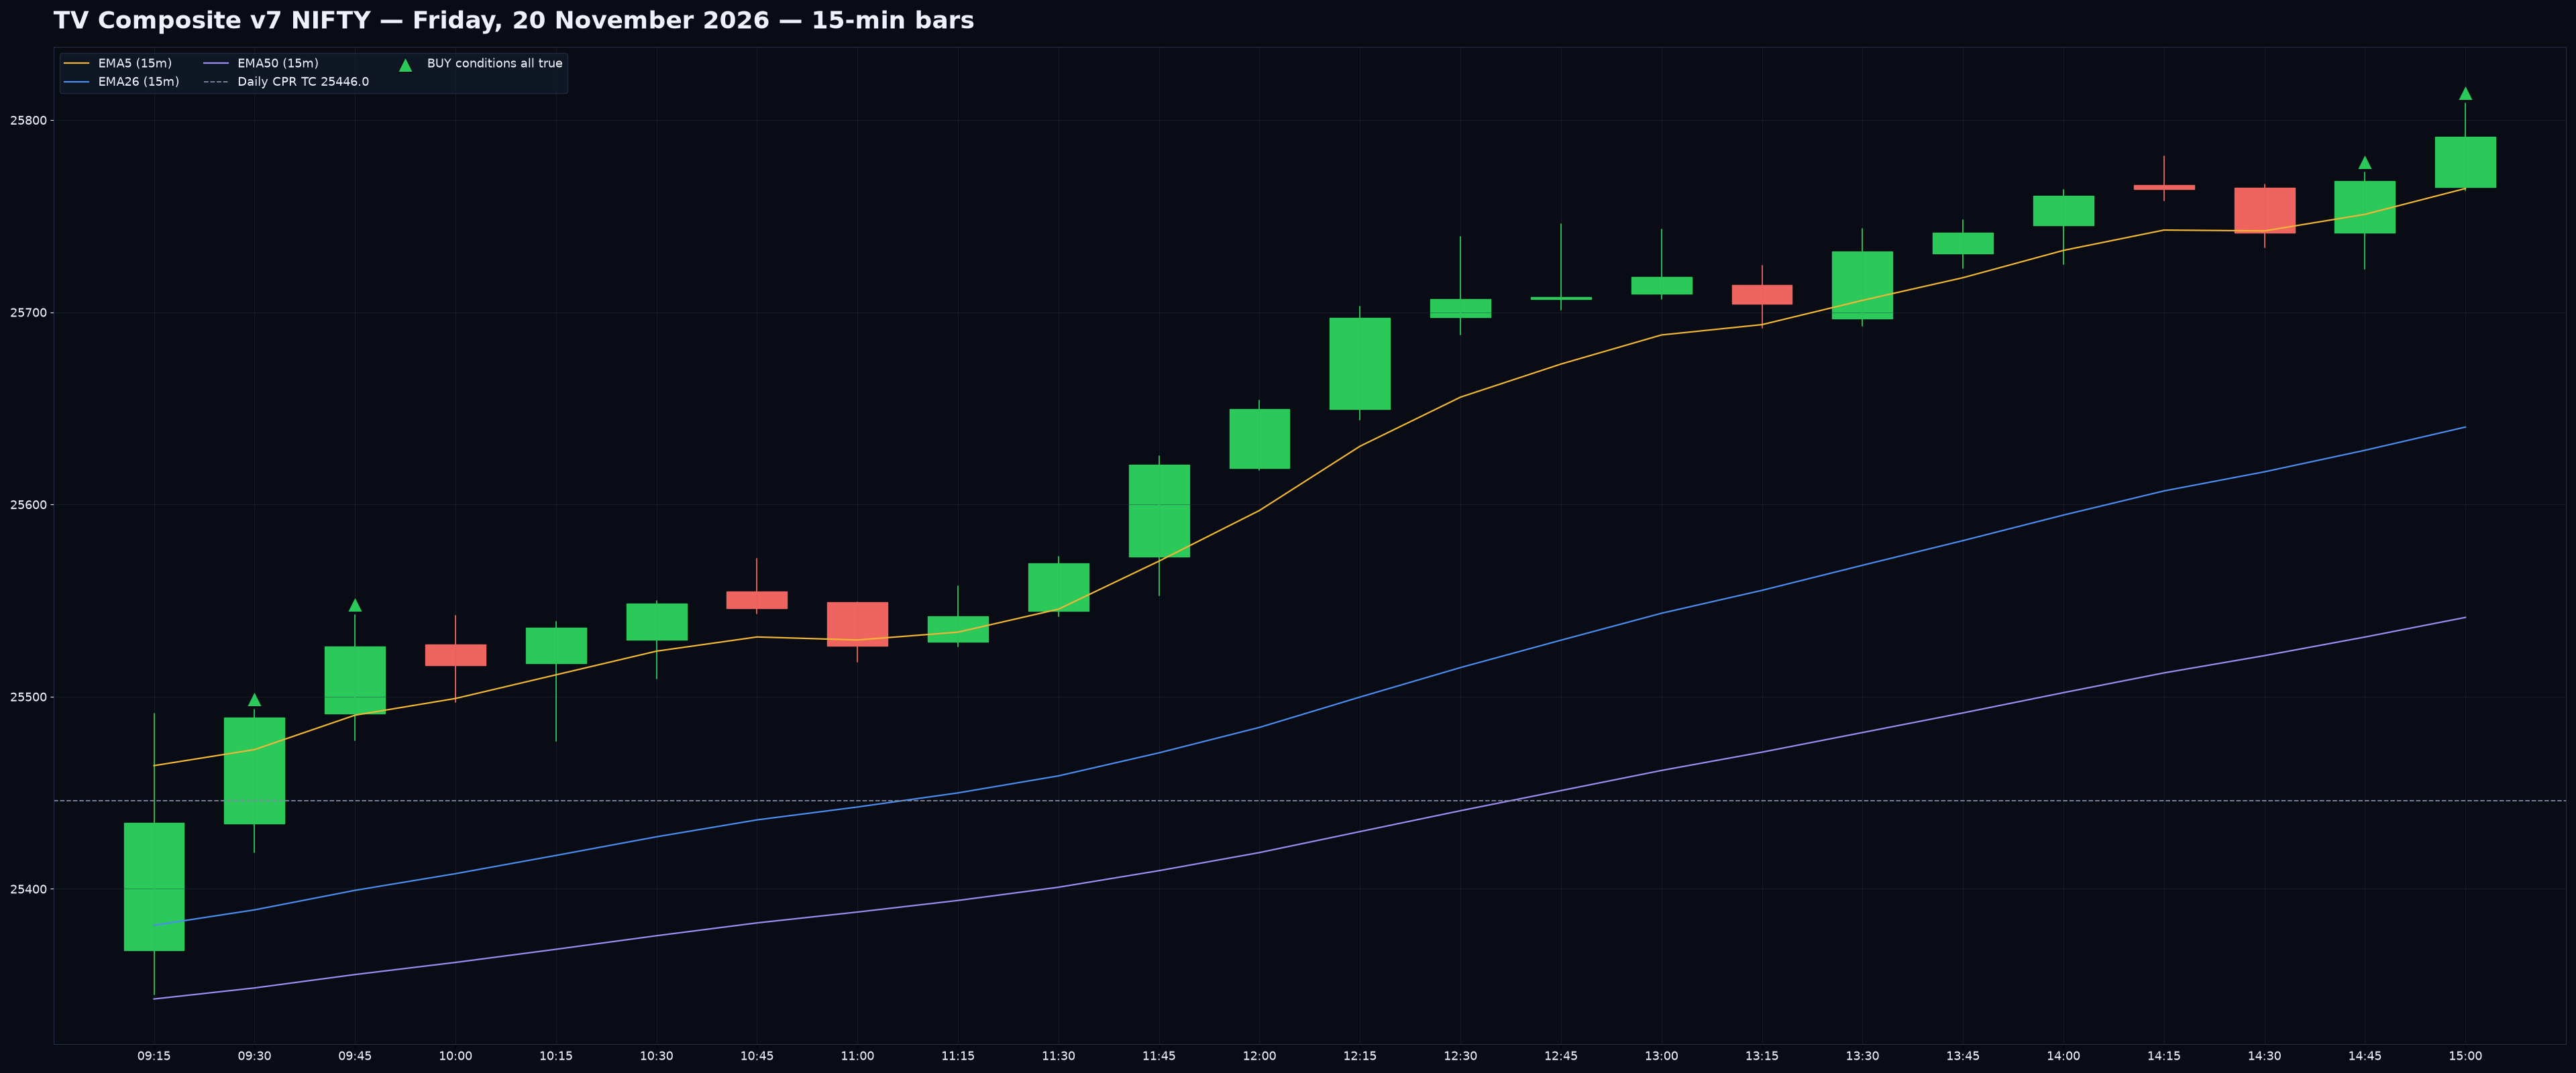 TV Composite v7 NIFTY — Friday, 20 November 2026 — 15-min bars
EMA5 (15m) EMA50 (15m) BUY conditions all true
EMA26 (15m) Daily CPR TC 25446.0
25800
25700
25600
25500
25400
09:15 09:30 09:45 10:00 10:15 10:30 10:45 11:00 11:15 11:30 11:45 12:00 12:15 12:30 12:45 13:00 13:15 13:30 13:45 14:00 14:15 14:30 14:45 15:00